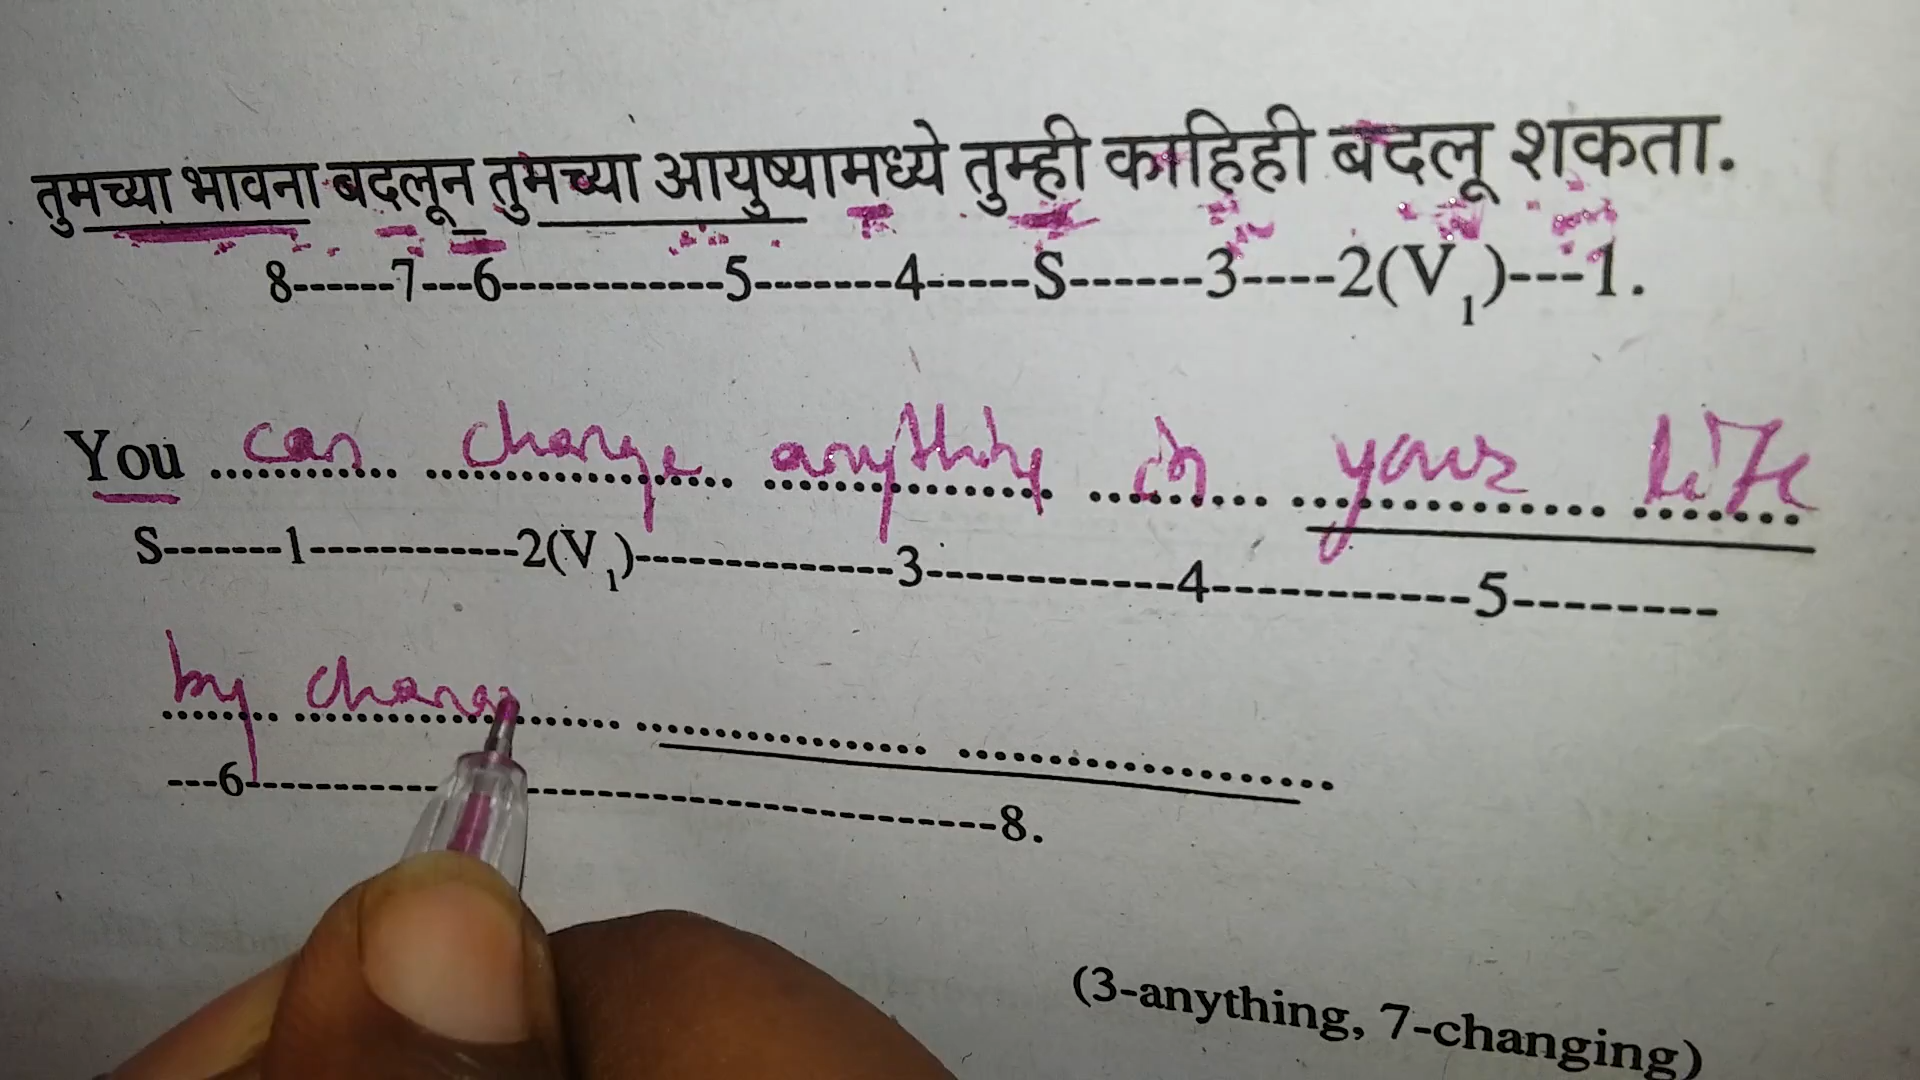 तुमच्या भावना बदलून तुमच्या आयुष्यामध्ये तुम्ही काहिही बदलू शकता.
8------7---6------------5-------4-----S------3----2(V1)---1.
You can change anything in your life
S-------1------------2(V1)--------------3-------------4-------------5---------
by chang
---6---------------------------------------8.
(3-anything, 7-changing)